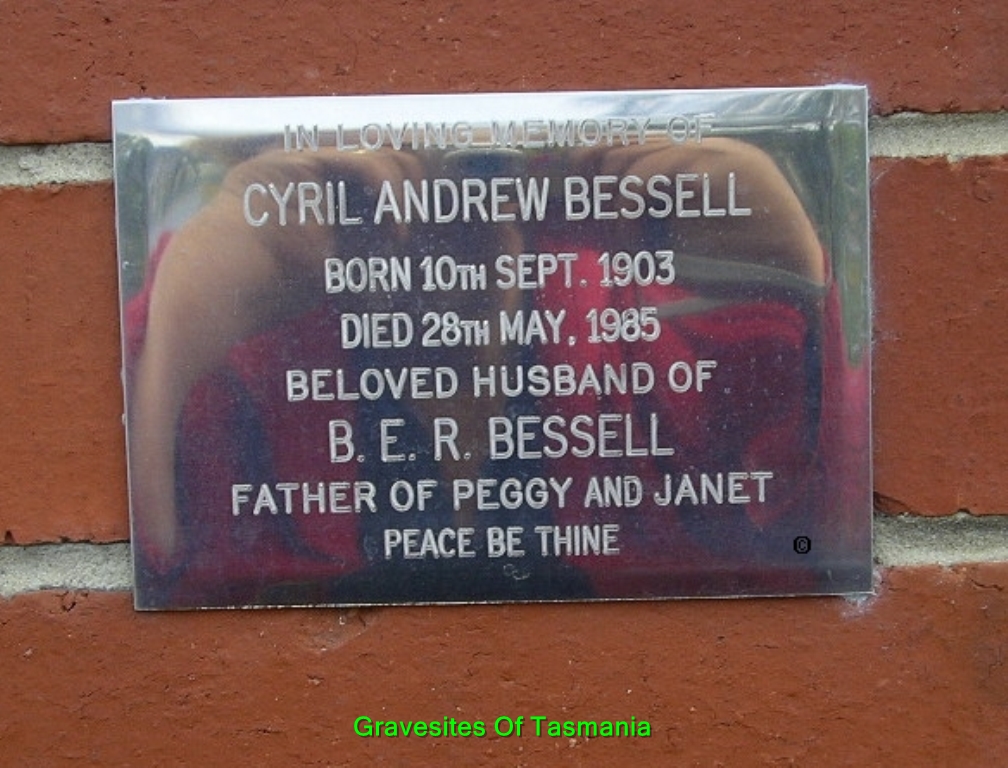 IN LOVING MEMORY OF
CYRIL ANDREW BESSELL
BORN 10TH SEPT. 1903
DIED 28TH MAY, 1985
BELOVED HUSBAND OF
B. E. R. BESSELL
FATHER OF PEGGY AND JANET
PEACE BE THINE
©
Gravesites Of Tasmania